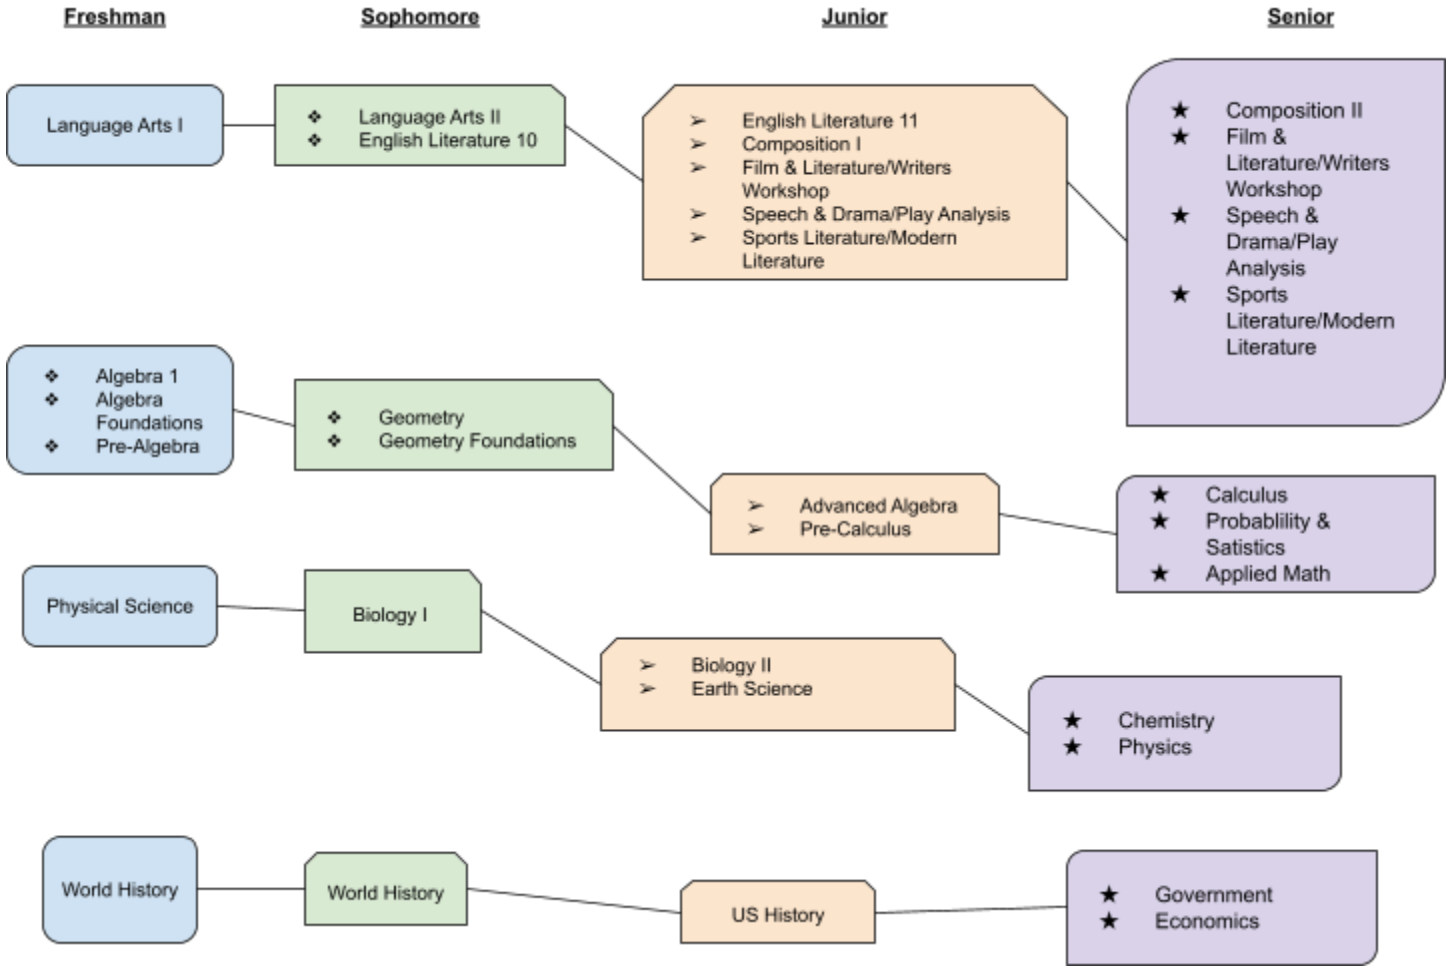 Freshman
Sophomore
Junior
Senior
Language Arts I
❖ Language Arts II
❖ English Literature 10
➢ English Literature 11
➢ Composition I
➢ Film & Literature/Writers
Workshop
➢ Speech & Drama/Play Analysis
➢ Sports Literature/Modern
Literature
★ Composition II
★ Film &
Literature/Writers
Workshop
★ Speech &
Drama/Play
Analysis
★ Sports
Literature/Modern
Literature
❖ Algebra 1
❖ Algebra
Foundations
❖ Pre-Algebra
❖ Geometry
❖ Geometry Foundations
➢ Advanced Algebra
➢ Pre-Calculus
★ Calculus
★ Probablility &
Satistics
★ Applied Math
Physical Science
Biology I
➢ Biology II
➢ Earth Science
★ Chemistry
★ Physics
World History
World History
US History
★ Government
★ Economics